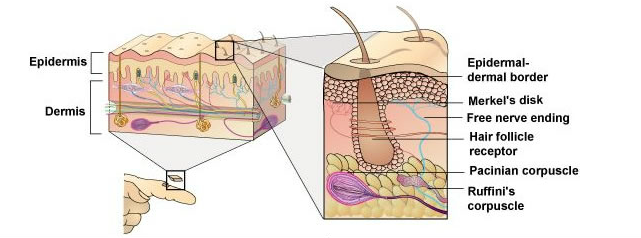 Epidermis
Dermis
Epidermal-
dermal border
Merkel's disk
Free nerve ending
Hair follicle
receptor
Pacinian corpuscle
Ruffini's
corpuscle